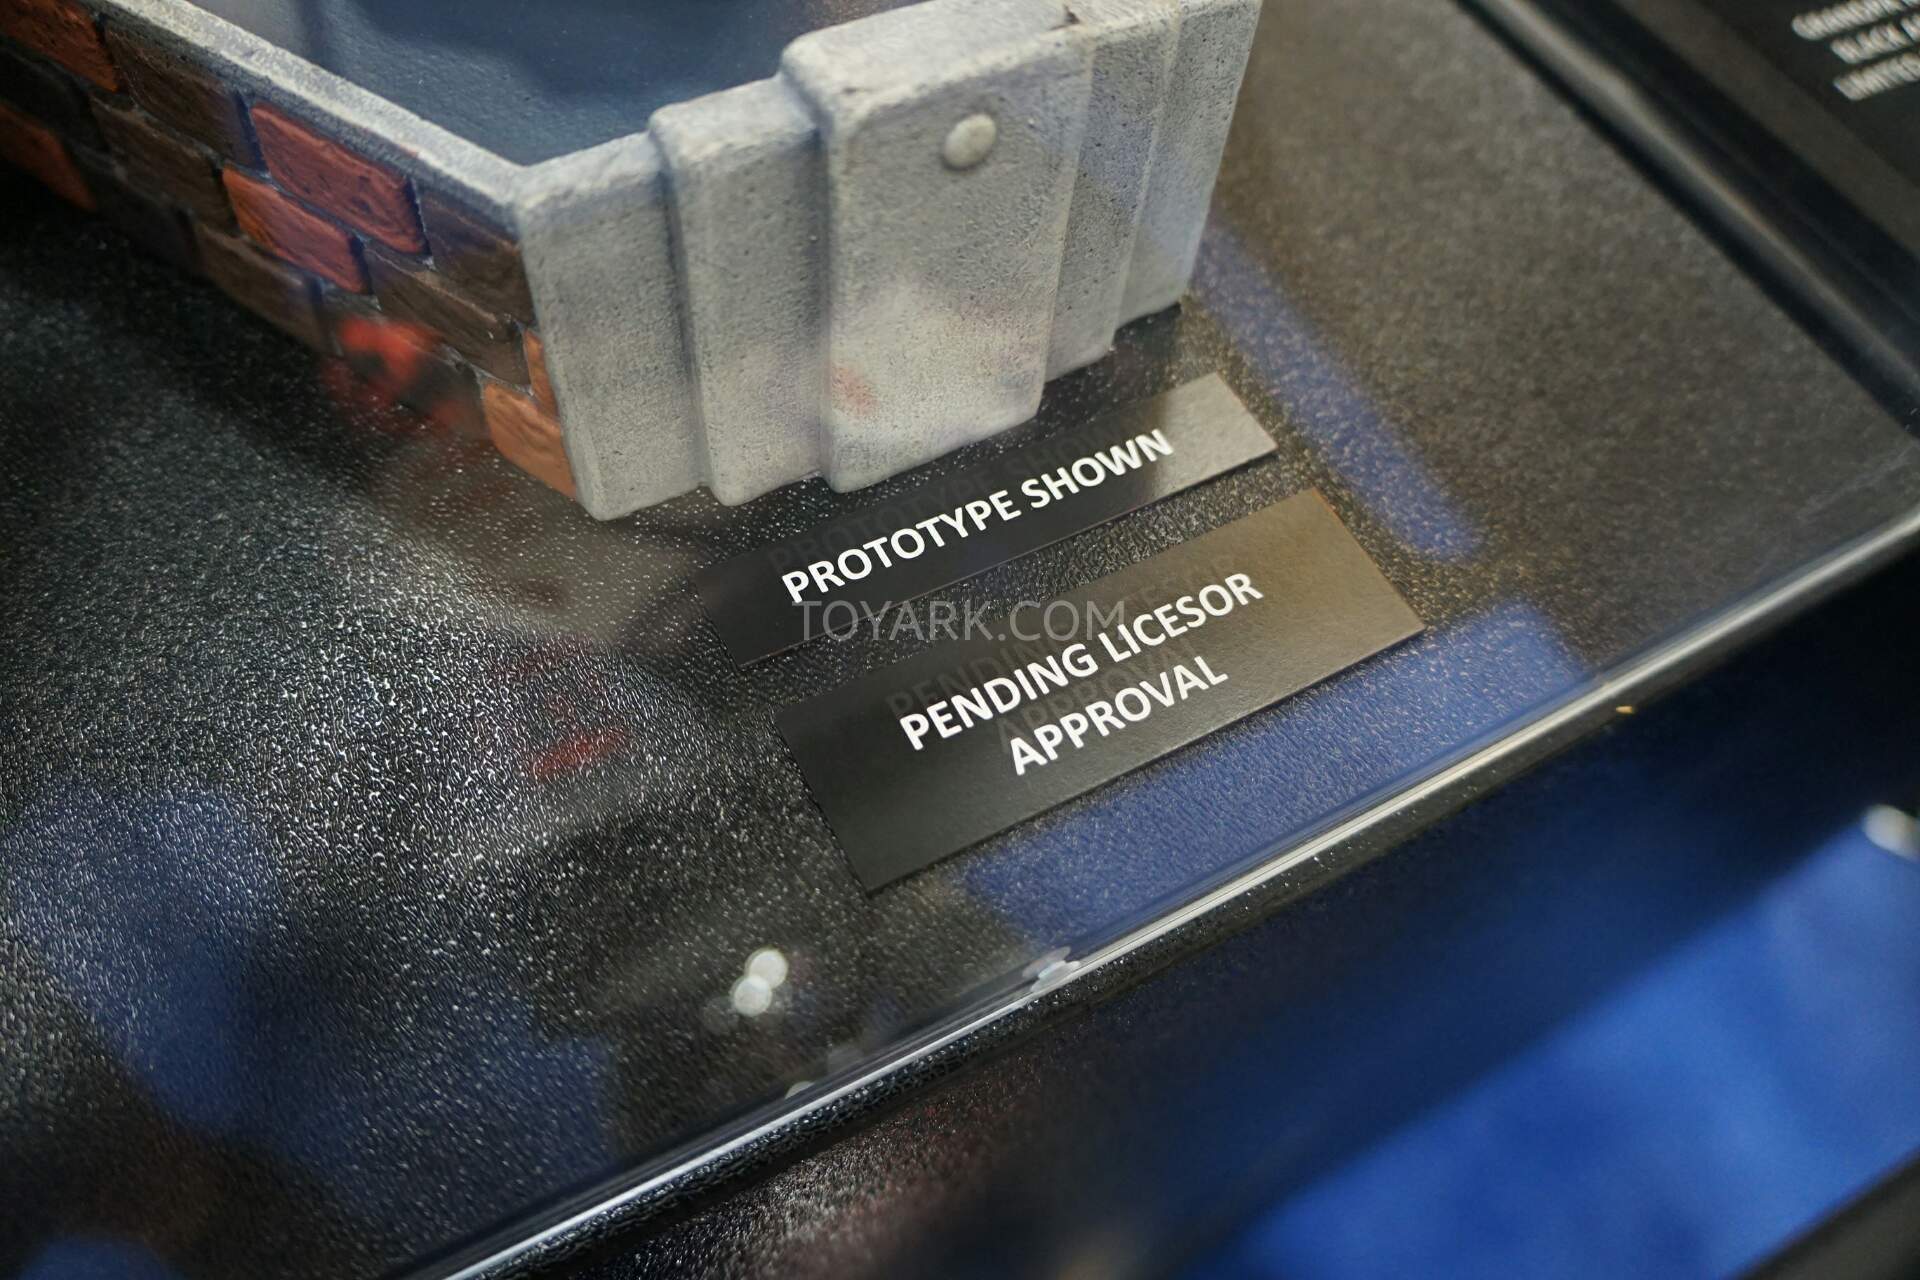 PROTOTYPE SHOWN
TOYARK.COM
PENDING LICESOR
APPROVAL